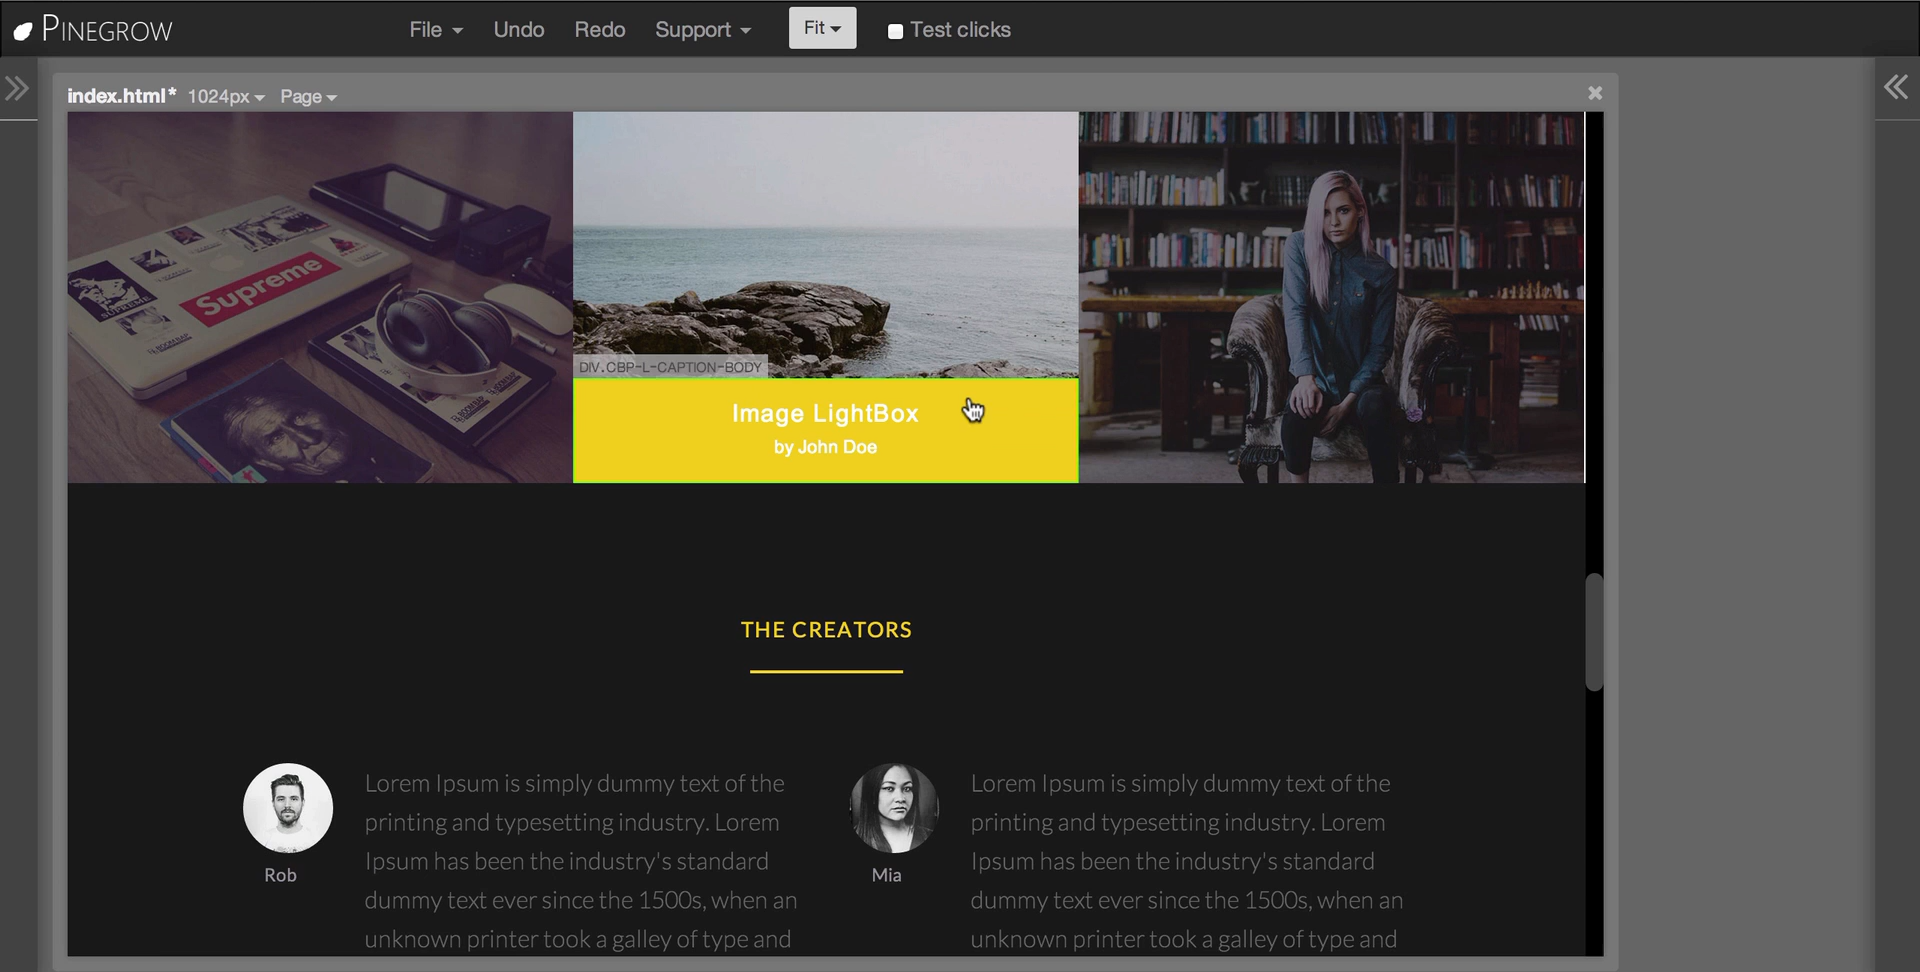 PINEGROW
File Undo Redo Support Fit Test clicks
index.html* 1024px Page
Supreme
SUPREME
BOOM BAP
DIV.CBP-L-CAPTION-BODY
Image LightBox
by John Doe
THE CREATORS
Lorem Ipsum is simply dummy text of the
printing and typesetting industry. Lorem
Ipsum has been the industry's standard
dummy text ever since the 1500s, when an
unknown printer took a galley of type and
Rob
Lorem Ipsum is simply dummy text of the
printing and typesetting industry. Lorem
Ipsum has been the industry's standard
dummy text ever since the 1500s, when an
unknown printer took a galley of type and
Mia